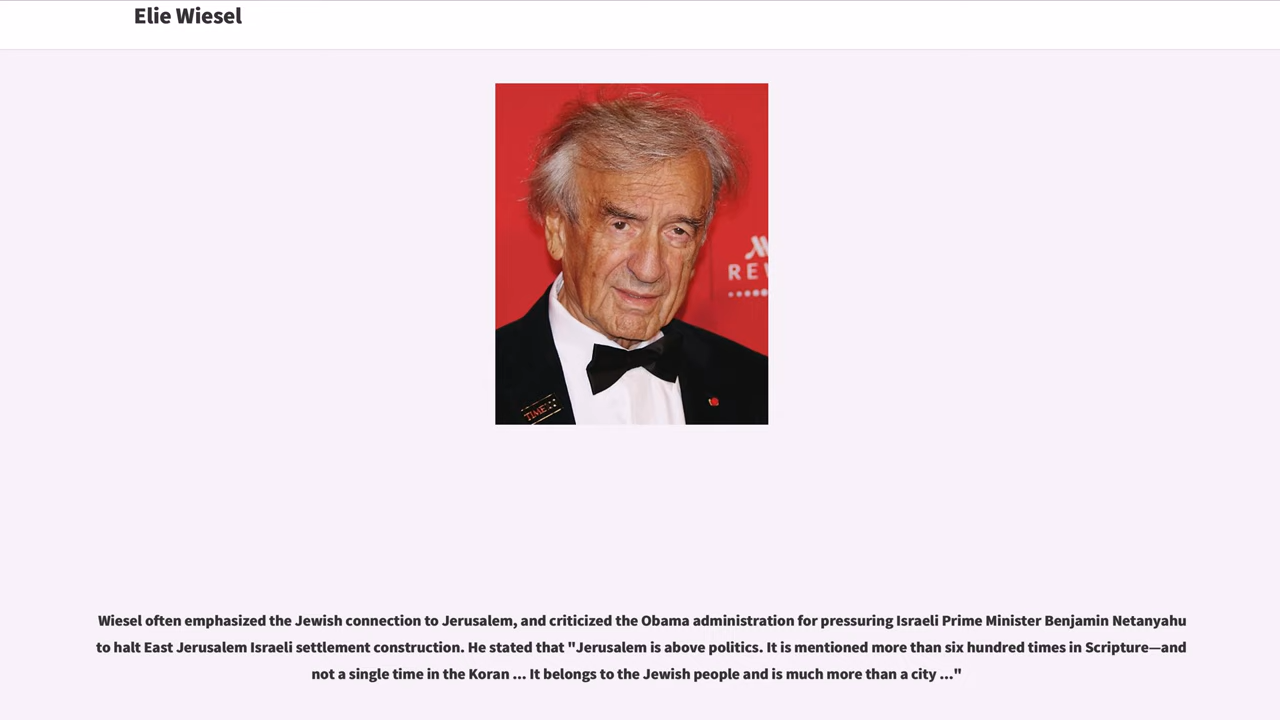 Elie Wiesel
TIME
Wiesel often emphasized the Jewish connection to Jerusalem, and criticized the Obama administration for pressuring Israeli Prime Minister Benjamin Netanyahu
to halt East Jerusalem Israeli settlement construction. He stated that "Jerusalem is above politics. It is mentioned more than six hundred times in Scripture—and
not a single time in the Koran ... It belongs to the Jewish people and is much more than a city ..."